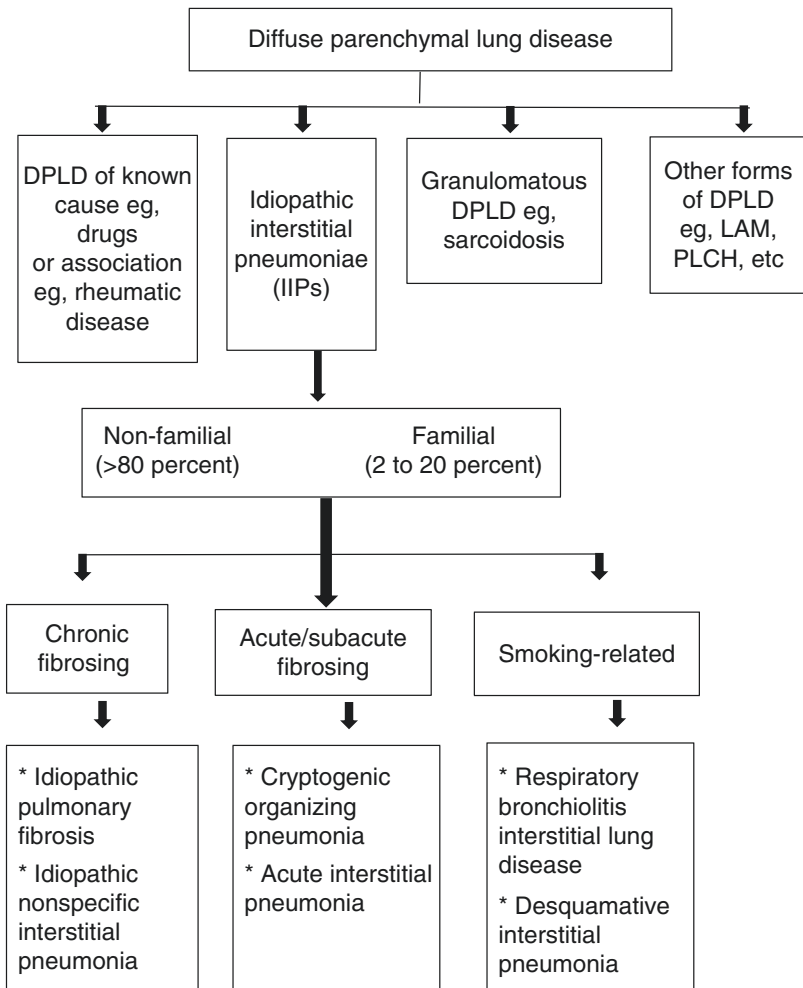 Diffuse parenchymal lung disease
DPLD of known
cause eg,
drugs
or association
eg, rheumatic
disease
Idiopathic
interstitial
pneumoniae
(IIPs)
Granulomatous
DPLD eg,
sarcoidosis
Other forms
of DPLD
eg, LAM,
PLCH, etc
Non-familial
(>80 percent)
Familial
(2 to 20 percent)
Chronic
fibrosing
Acute/subacute
fibrosing
Smoking-related
* Idiopathic
pulmonary
fibrosis
* Idiopathic
nonspecific
interstitial
pneumonia
* Cryptogenic
organizing
pneumonia
* Acute interstitial
pneumonia
* Respiratory
bronchiolitis
interstitial lung
disease
* Desquamative
interstitial
pneumonia